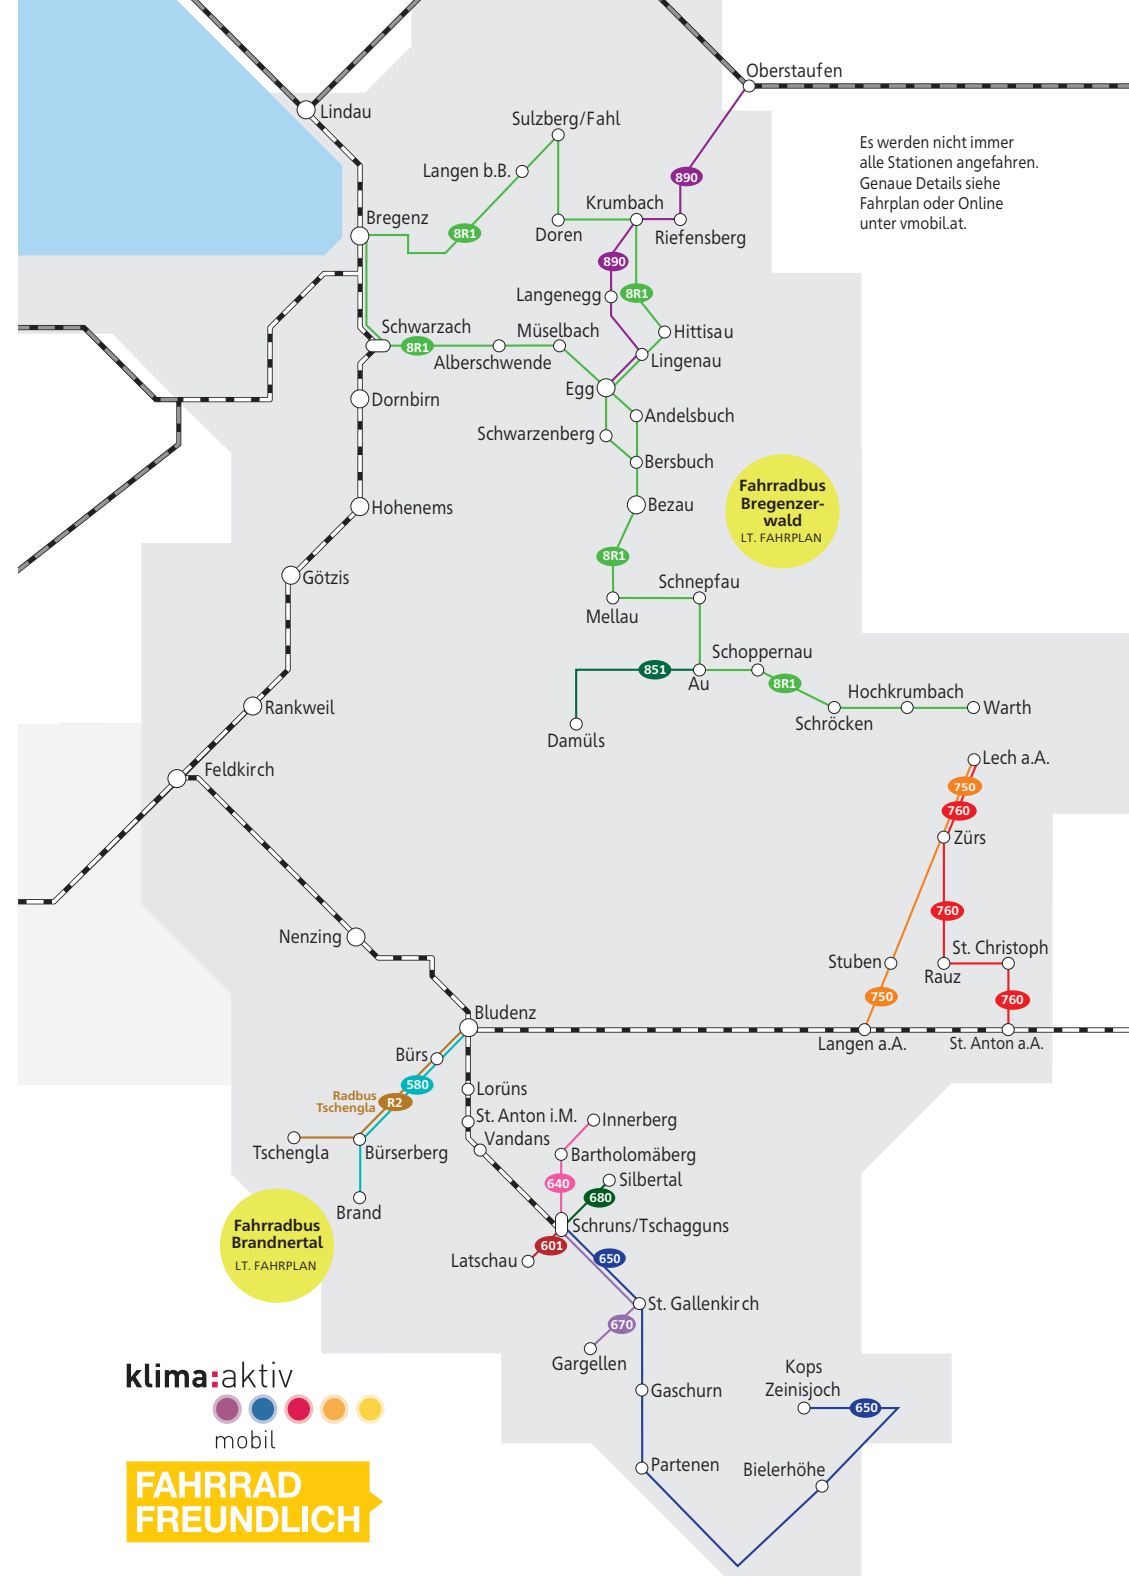 Oberstaufen
Lindau
Sulzberg/Fahl
Es werden nicht immer
alle Stationen angefahren.
Genaue Details siehe
Fahrplan oder Online
unter vmobil.at.
Langen b.B.
890
Krumbach
Bregenz
8R1
Doren
Riefensberg
890
Langenegg
8R1
Schwarzach
Müselbach
Hittisau
8R1
Alberschwende
Lingenau
Egg
Dornbirn
Andelsbuch
Schwarzenberg
Bersbuch
Fahrradbus
Bregenzer-
wald
LT. FAHRPLAN
Hohenems
Bezau
8R1
Götzis
Schnepfau
Mellau
Schoppernau
851
Au
8R1
Hochkrumbach
Rankweil
Schröcken
Warth
Damüls
Feldkirch
Lech a.A.
750
760
Zürs
760
Nenzing
St. Christoph
Stuben
Rauz
750
760
Bludenz
Langen a.A.
St. Anton a.A.
Bürs
580
Lorüns
Radbus
Tschengla
R2
St. Anton i.M.
Innerberg
Vandans
Tschengla
Bürserberg
Bartholomäberg
640
Silbertal
680
Brand
Fahrradbus
Brandnertal
LT. FAHRPLAN
Schruns/Tschagguns
601
Latschau
650
St. Gallenkirch
670
Gargellen
Kops
Zeinisjoch
klima:aktiv
Gaschurn
650
mobil
Partenen
Bielerhöhe
FAHRRAD
FREUNDLICH